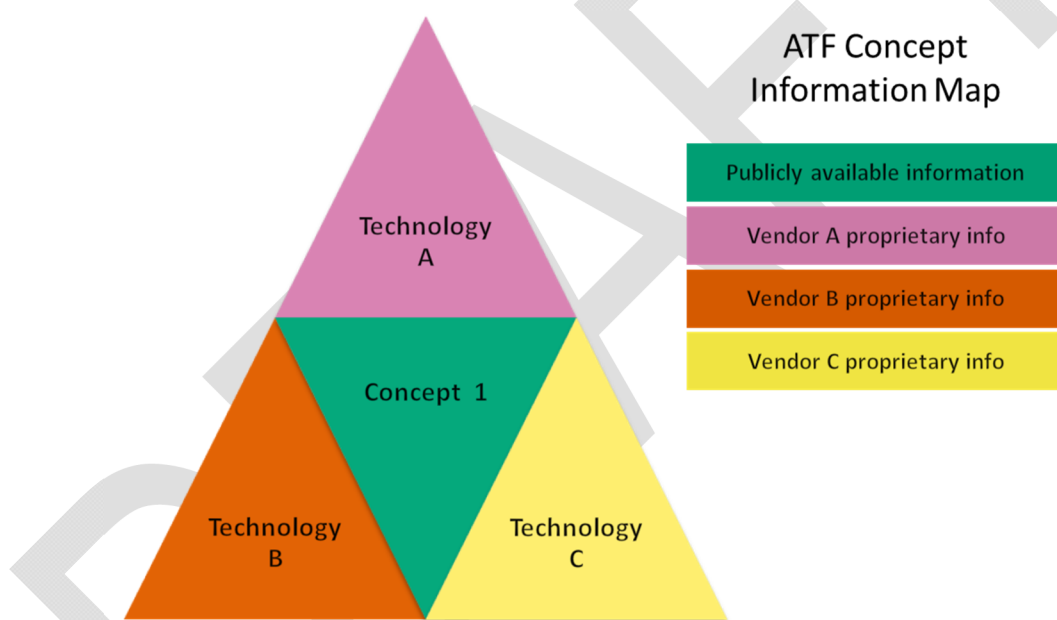 ATF Concept
Information Map
Publicly available information
Vendor A proprietary info
Vendor B proprietary info
Vendor C proprietary info
Technology
A
Concept 1
Technology
B
Technology
C
DRAFT